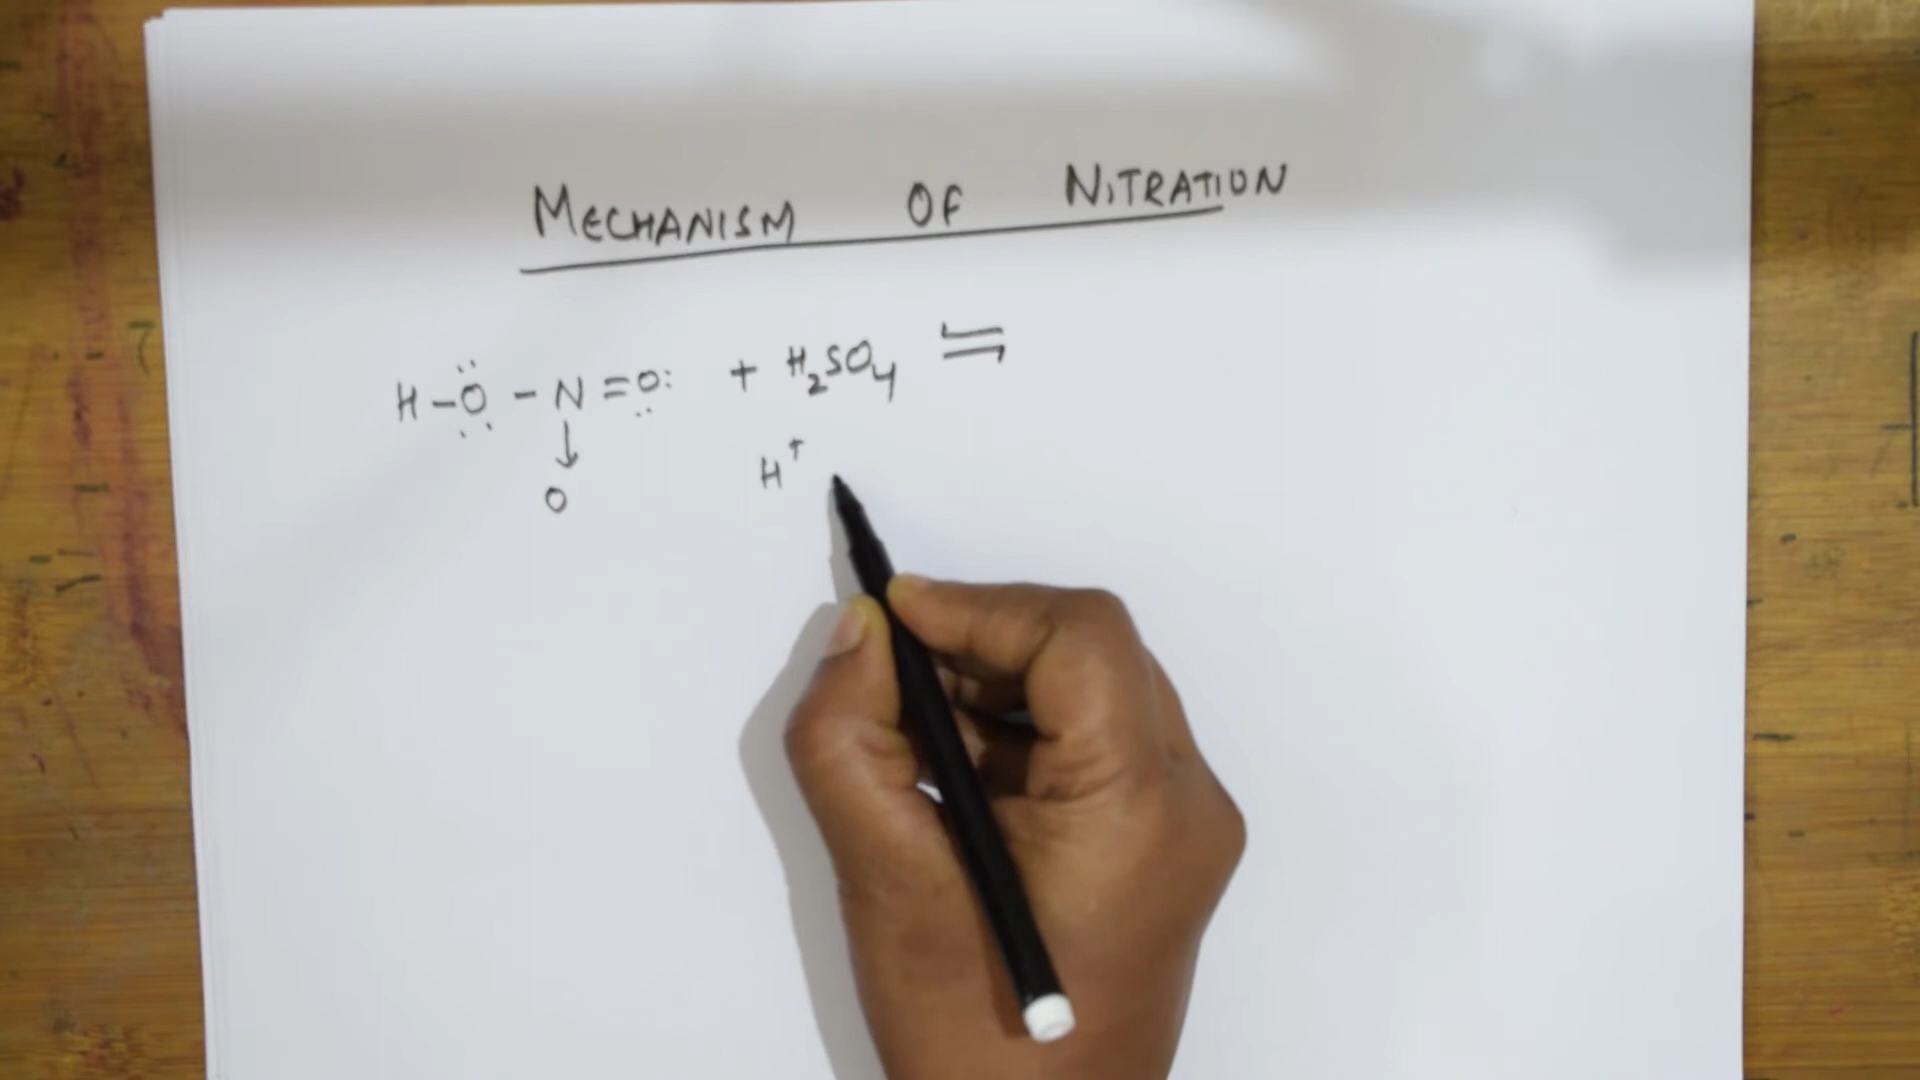 MECHANISM OF NITRATION
H-Ö-N=O: + H₂SO₄ ⇌
↓
O H⁺